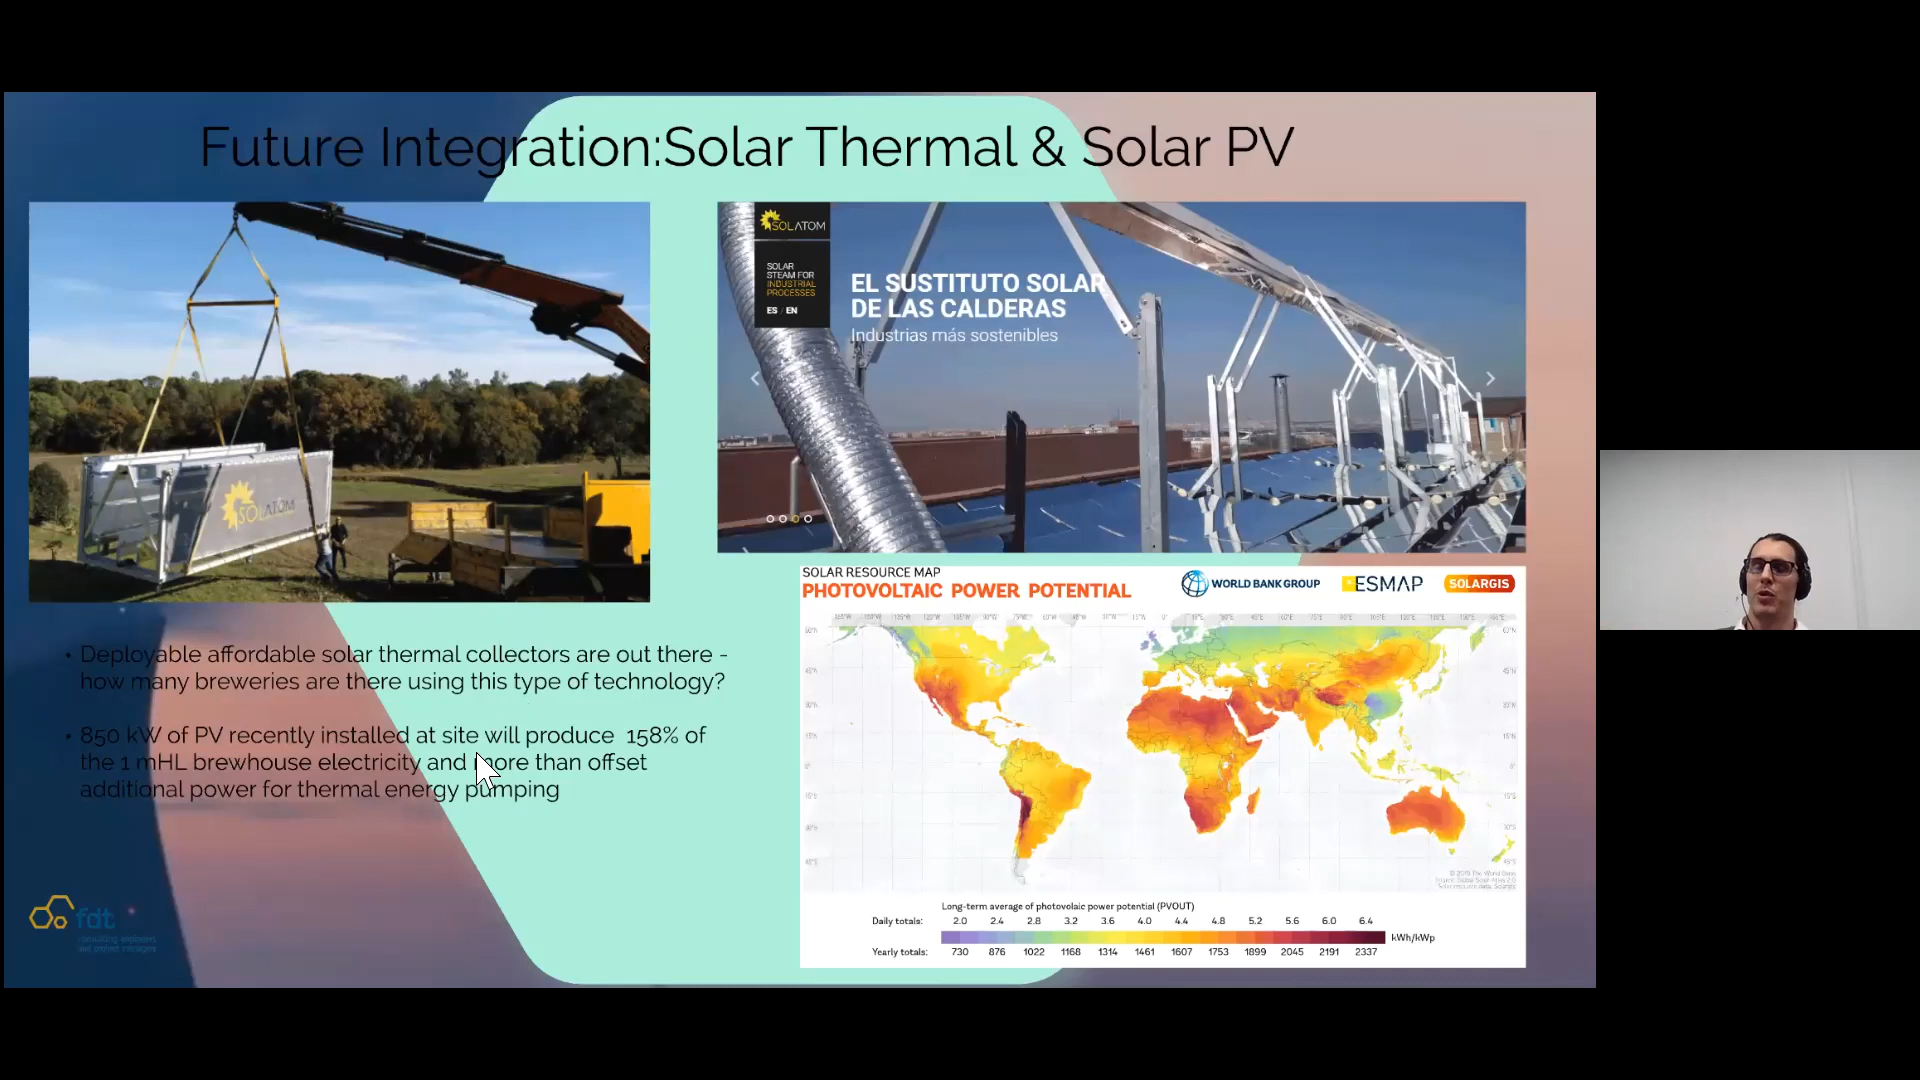 Future Integration:Solar Thermal & Solar PV
SOLATOM
SOLATOM
SOLAR
STEAM FOR
INDUSTRIAL
PROCESSES
ES / EN
EL SUSTITUTO SOLAR
DE LAS CALDERAS
Industrias más sostenibles
• Deployable affordable solar thermal collectors are out there -
how many breweries are there using this type of technology?
• 850 kW of PV recently installed at site will produce 158% of
the 1 mHL brewhouse electricity and more than offset
additional power for thermal energy pumping
fdt
consulting engineers
and project managers
SOLAR RESOURCE MAP
PHOTOVOLTAIC POWER POTENTIAL
WORLD BANK GROUP
ESMAP
SOLARGIS
Long-term average of photovolaic power potential (PVOUT)
Daily totals: 2.0 2.4 2.8 3.2 3.6 4.0 4.4 4.8 5.2 5.6 6.0 6.4
kWh/kWp
Yearly totals: 730 876 1022 1168 1314 1461 1607 1753 1899 2045 2191 2337